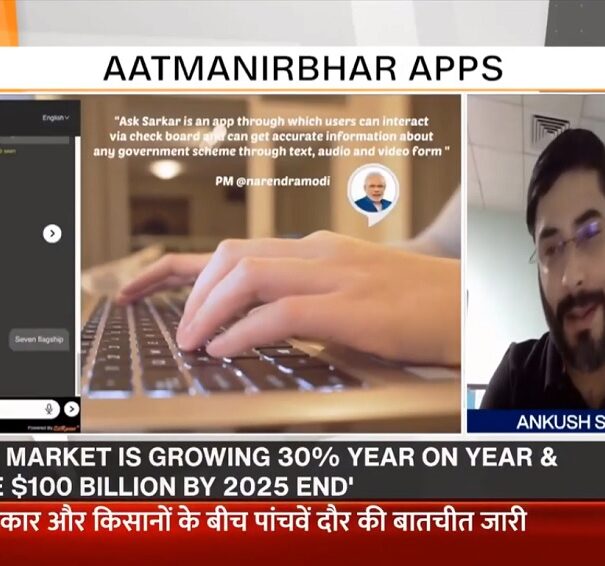 AATMANIRBHAR APPS
English
"Ask Sarkar is an app through which users can interact
via check board and can get accurate information about
any government scheme through text, audio and video form "
PM @narendramodi
Seven flagship
Powered By
ANKUSH S
MARKET IS GROWING 30% YEAR ON YEAR &
$100 BILLION BY 2025 END'
कार और किसानों के बीच पांचवें दौर की बातचीत जारी